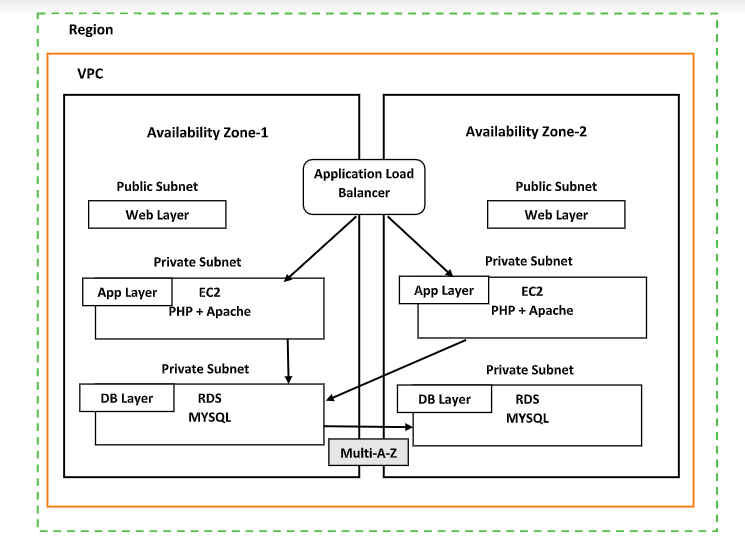 Region
VPC
Availability Zone-1
Availability Zone-2
Application Load
Balancer
Public Subnet
Web Layer
Public Subnet
Web Layer
Private Subnet
App Layer
EC2
PHP + Apache
Private Subnet
App Layer
EC2
PHP + Apache
Private Subnet
DB Layer
RDS
MYSQL
Private Subnet
DB Layer
RDS
MYSQL
Multi-A-Z